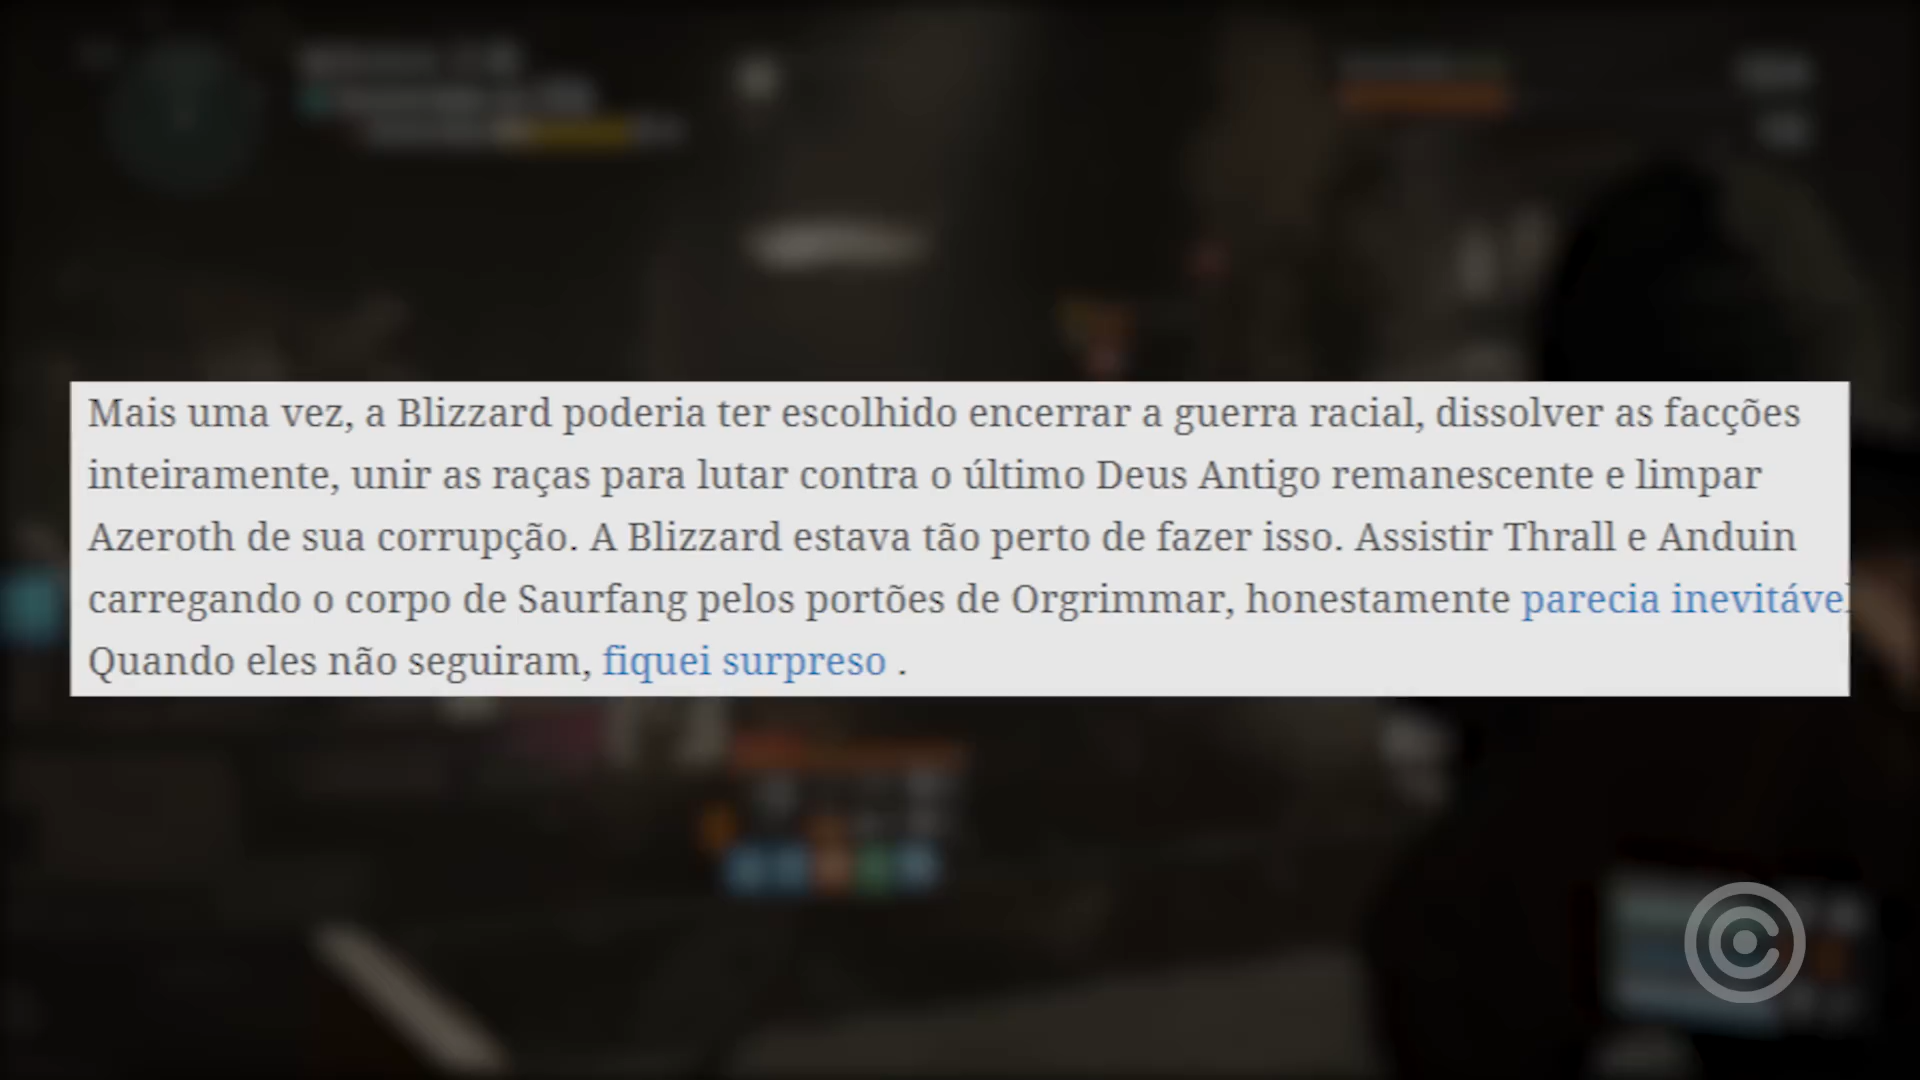 Mais uma vez, a Blizzard poderia ter escolhido encerrar a guerra racial, dissolver as facções
inteiramente, unir as raças para lutar contra o último Deus Antigo remanescente e limpar
Azeroth de sua corrupção. A Blizzard estava tão perto de fazer isso. Assistir Thrall e Anduin
carregando o corpo de Saurfang pelos portões de Orgrimmar, honestamente parecia inevitável
Quando eles não seguiram, fiquei surpreso .